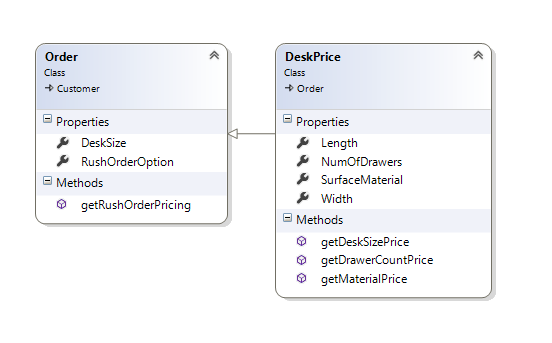 Order
Class
Customer
Properties
DeskSize
RushOrderOption
Methods
getRushOrderPricing
DeskPrice
Class
Order
Properties
Length
NumOfDrawers
SurfaceMaterial
Width
Methods
getDeskSizePrice
getDrawerCountPrice
getMaterialPrice